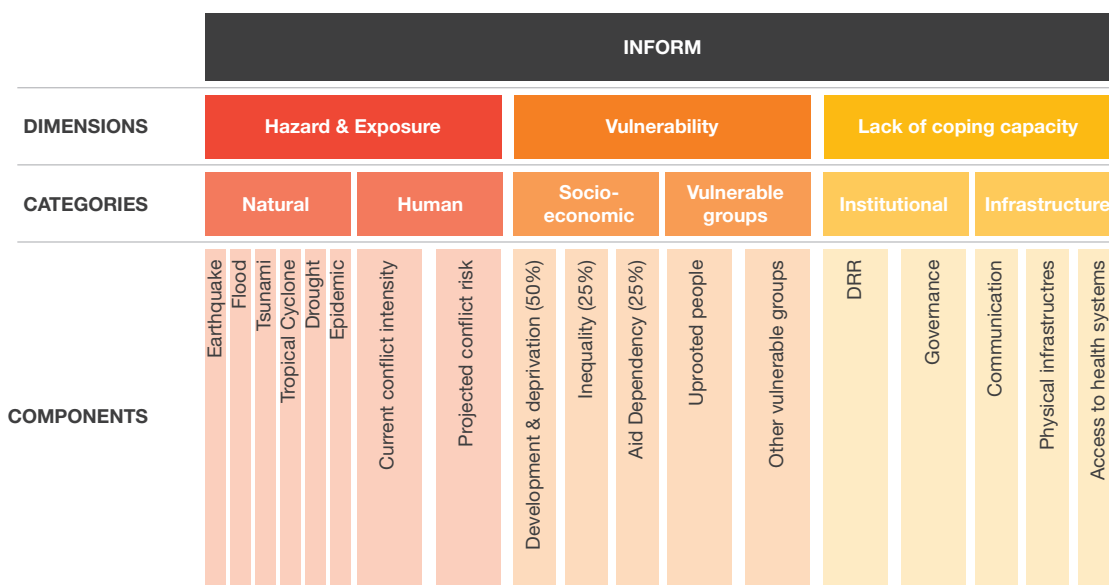 INFORM
DIMENSIONS
Hazard & Exposure
Vulnerability
Lack of coping capacity
CATEGORIES
Natural
Human
Socio-
economic
Vulnerable
groups
Institutional
Infrastructure
COMPONENTS
Earthquake
Flood
Tsunami
Tropical Cyclone
Drought
Epidemic
Current conflict intensity
Projected conflict risk
Development & deprivation (50%)
Inequality (25%)
Aid Dependency (25%)
Uprooted people
Other vulnerable groups
DRR
Governance
Communication
Physical infrastructres
Access to health systems